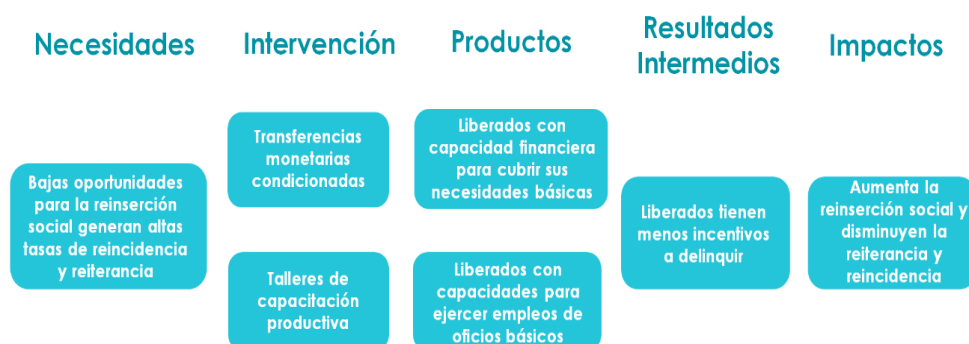 Necesidades
Intervención
Productos
Resultados
Intermedios
Impactos
Bajas oportunidades
para la reinserción
social generan altas
tasas de reincidencia
y reiterancia
Transferencias
monetarias
condicionadas
Talleres de
capacitación
productiva
Liberados con
capacidad financiera
para cubrir sus
necesidades básicas
Liberados con
capacidades para
ejercer empleos de
oficios básicos
Liberados tienen
menos incentivos
a delinquir
Aumenta la
reinserción social y
disminuyen la
reiterancia y
reincidencia